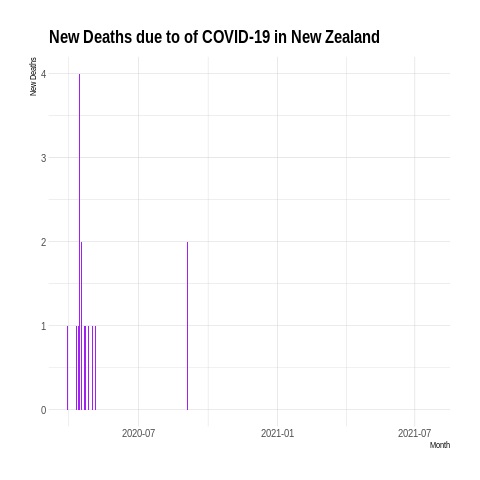 New Deaths due to of COVID-19 in New Zealand
New Deaths
4
3
2
1
0
2020-07
2021-01
2021-07
Month